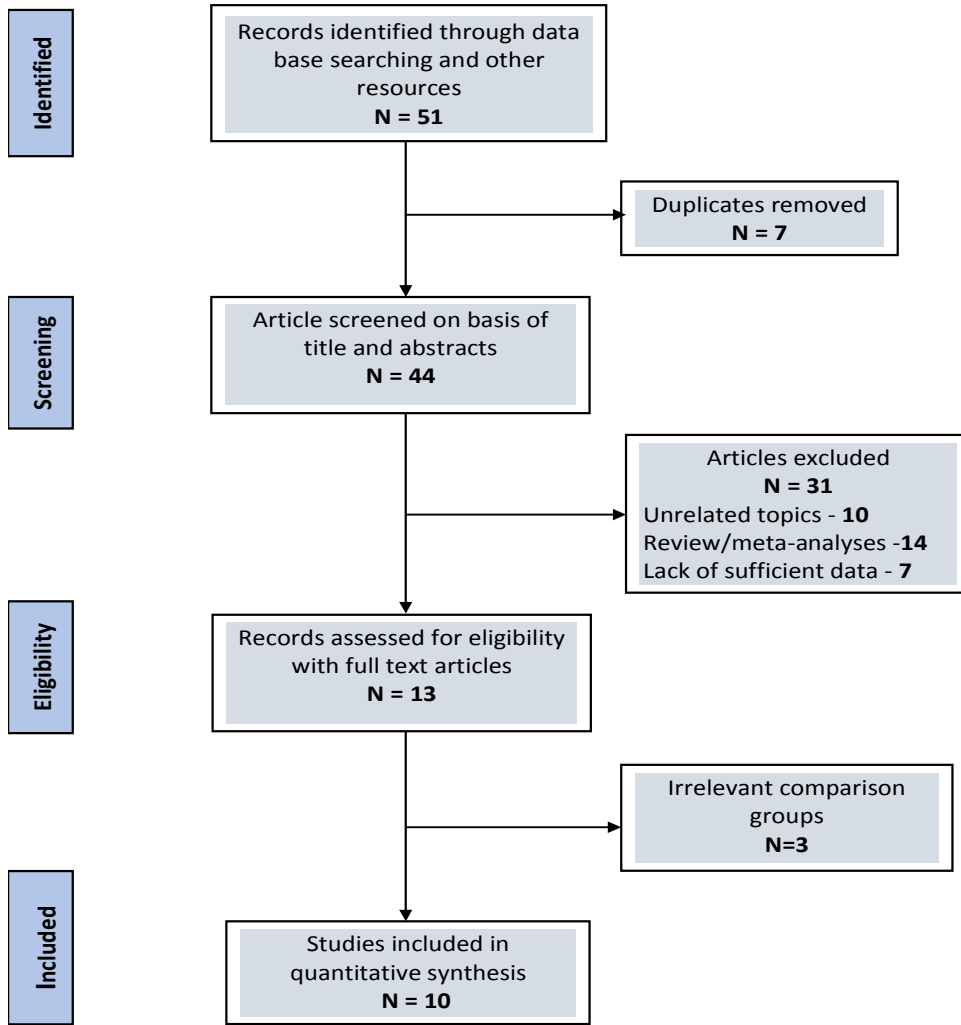 Identified
Records identified through data
base searching and other
resources
N = 51
Duplicates removed
N = 7
Screening
Article screened on basis of
title and abstracts
N = 44
Articles excluded
N = 31
Unrelated topics - 10
Review/meta-analyses -14
Lack of sufficient data - 7
Eligibility
Records assessed for eligibility
with full text articles
N = 13
Irrelevant comparison
groups
N=3
Included
Studies included in
quantitative synthesis
N = 10